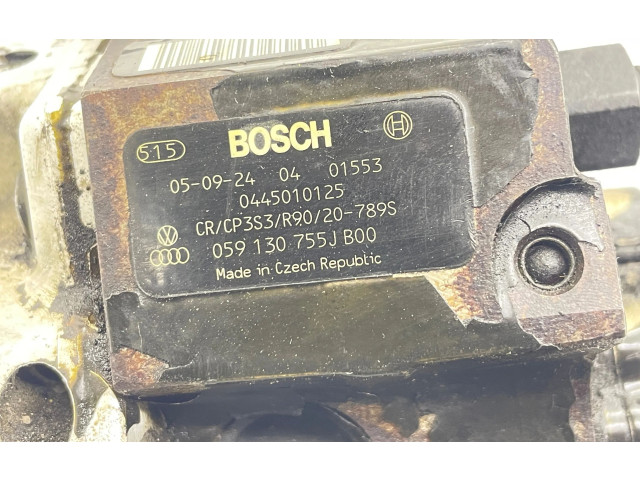 515 BOSCH
05-09-24 04 01553
0445010125
CR/CP3S3/R90/20-789S
059 130 755J B00
Made in Czech Republic